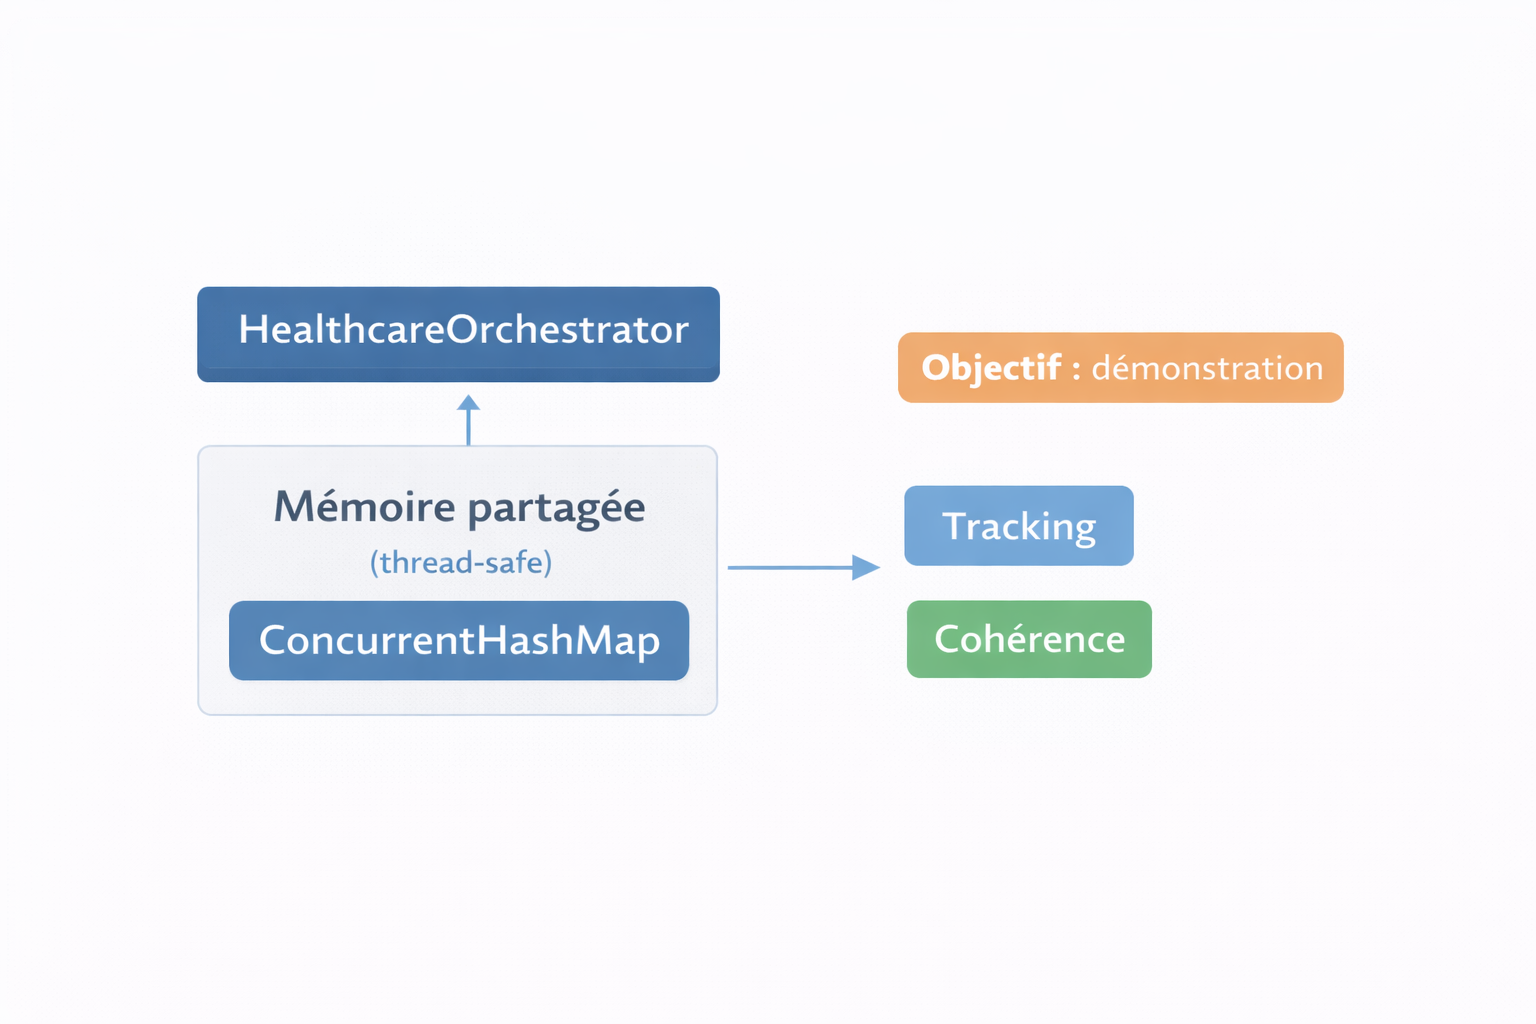 HealthcareOrchestrator
Mémoire partagée
(thread-safe)
ConcurrentHashMap
Objectif : démonstration
Tracking
Cohérence